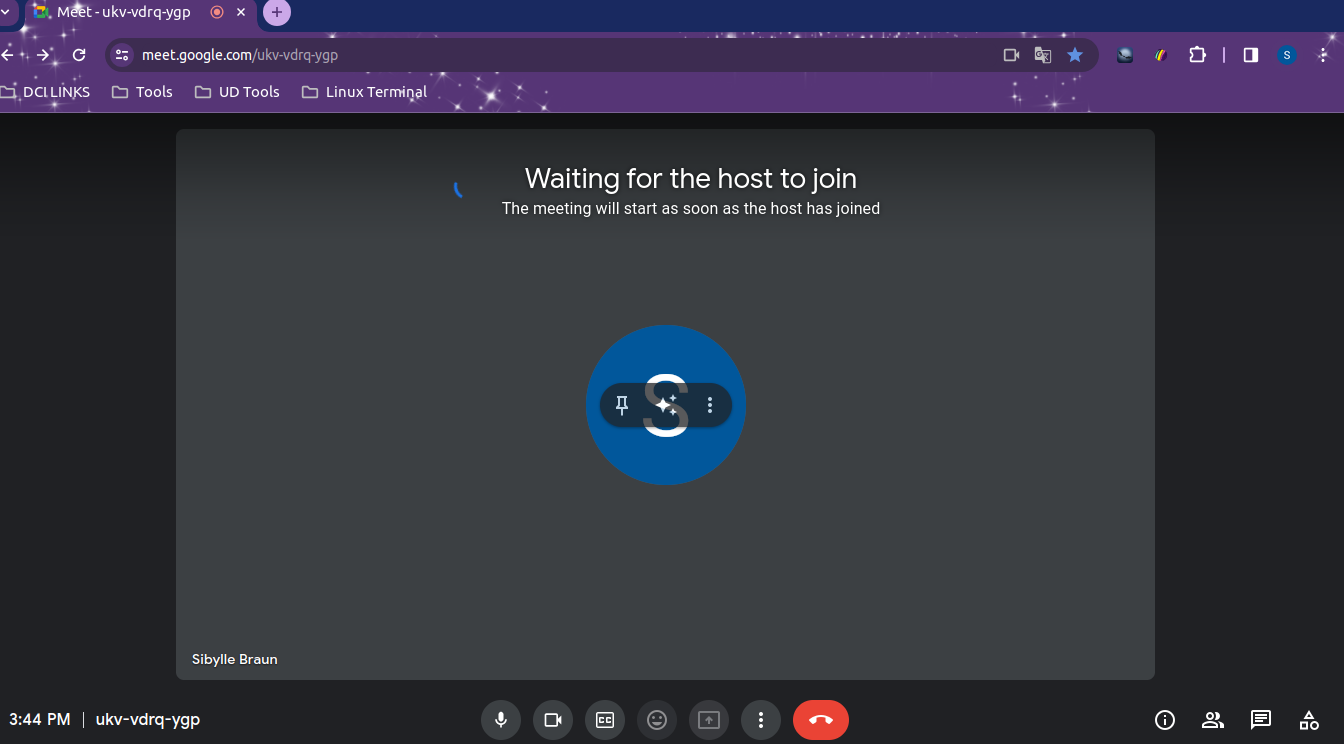 Meet - ukv-vdrq-ygp
meet.google.com/ukv-vdrq-ygp
S
DCI LINKS
Tools
UD Tools
Linux Terminal
Waiting for the host to join
The meeting will start as soon as the host has joined
S
Sibylle Braun
3:44 PM | ukv-vdrq-ygp
CC